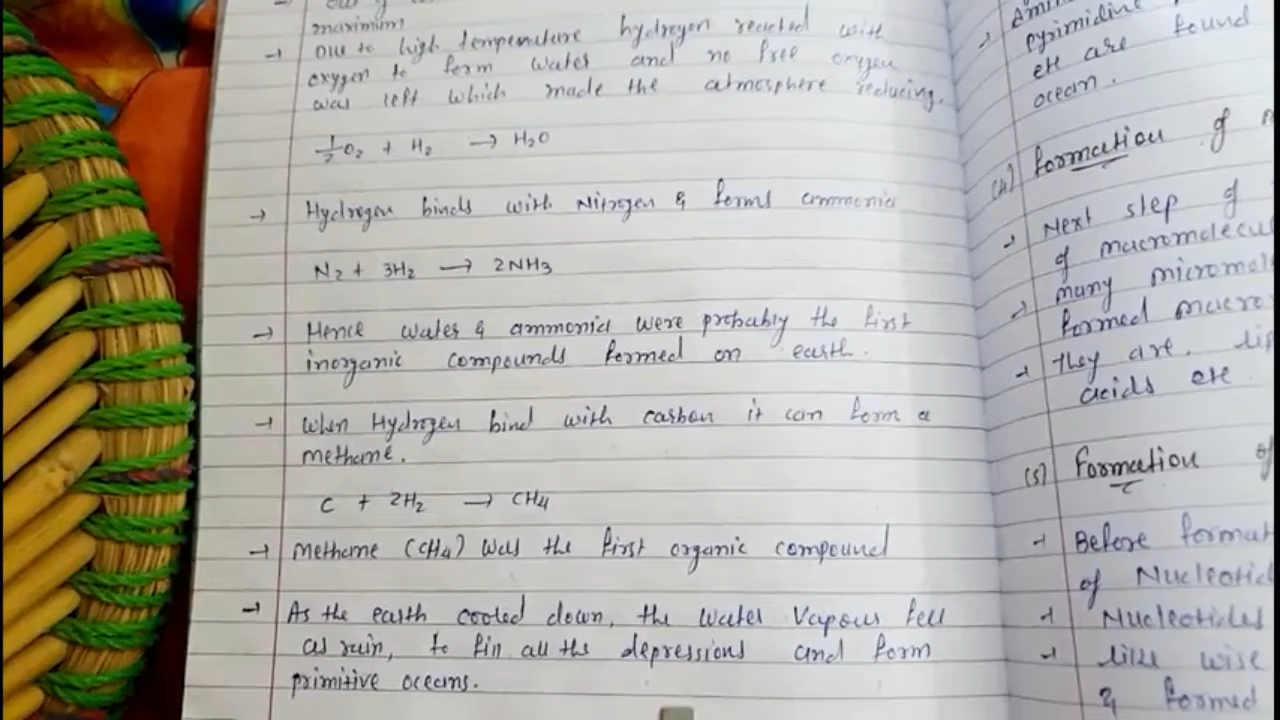 maximum
→ Due to high temperature hydrogen reacted with
oxygen to form water and no free oxygen
was left which made the atmosphere reducing.
1/2 O₂ + H₂ → H₂O
→ Hydrogen binds with Nitrogen & forms ammonia
N₂ + 3H₂ → 2NH₃
→ Hence water & ammonia were probably the first
inorganic compounds formed on earth.
→ When Hydrogen bind with carbon it can form a
methane.
C + 2H₂ → CH₄
→ Methane (CH₄) was the first organic compound
→ As the earth cooled down, the water vapour fell
as rain, to fill all the depressions and form
primitive oceans.
pyrimidine
→ etc are found
ocean.
(4) Formation of
→ Next step of
of macromolecul
→ many micromol
formed macro
→ They are
acids etc
(5) Formation of
→ Before format
of Nucleotid
→ Nucleotides
→ like wise
& formed